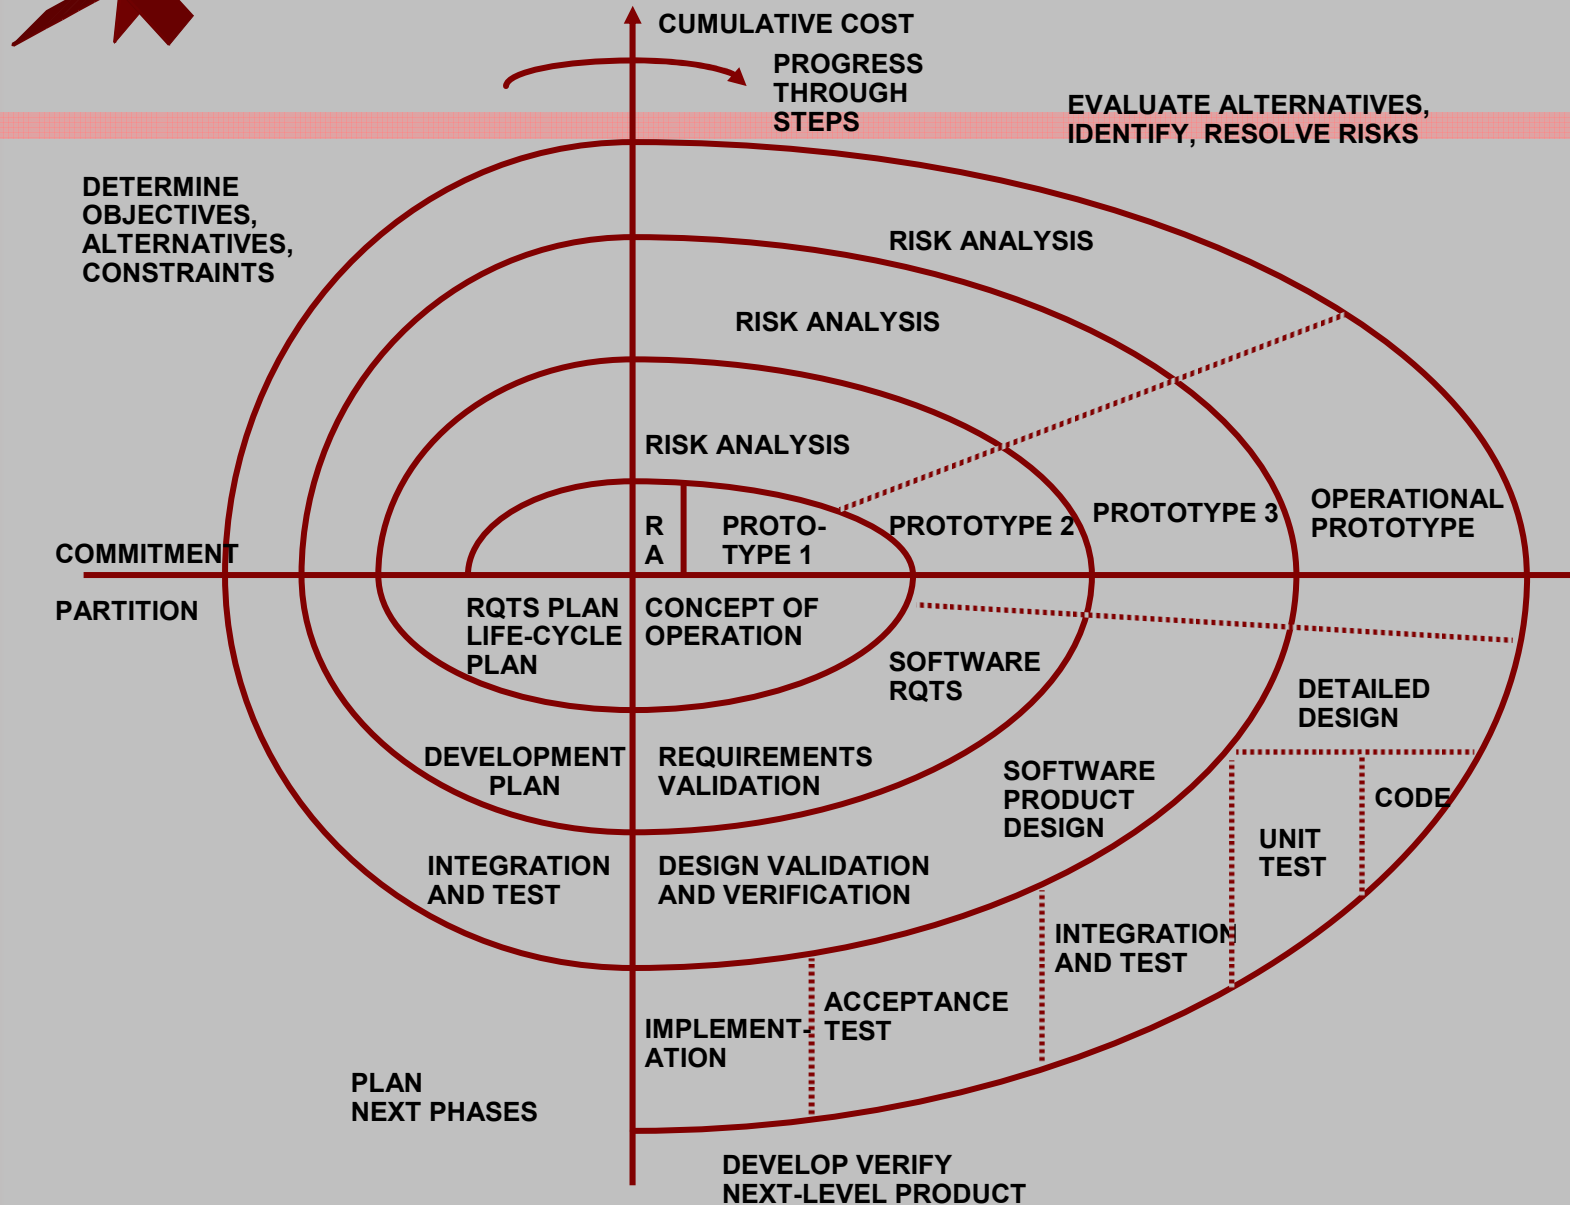 CUMULATIVE COST
PROGRESS
THROUGH
STEPS
EVALUATE ALTERNATIVES,
IDENTIFY, RESOLVE RISKS
DETERMINE
OBJECTIVES,
ALTERNATIVES,
CONSTRAINTS
RISK ANALYSIS
RISK ANALYSIS
RISK ANALYSIS
R
A
PROTO-
TYPE 1
PROTOTYPE 2
PROTOTYPE 3
OPERATIONAL
PROTOTYPE
COMMITMENT
PARTITION
RQTS PLAN
LIFE-CYCLE
PLAN
CONCEPT OF
OPERATION
SOFTWARE
RQTS
DETAILED
DESIGN
DEVELOPMENT
PLAN
REQUIREMENTS
VALIDATION
SOFTWARE
PRODUCT
DESIGN
CODE
UNIT
TEST
INTEGRATION
AND TEST
DESIGN VALIDATION
AND VERIFICATION
INTEGRATION
AND TEST
ACCEPTANCE
TEST
IMPLEMENT-
ATION
PLAN
NEXT PHASES
DEVELOP VERIFY
NEXT-LEVEL PRODUCT